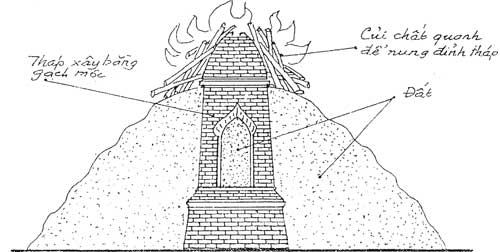 Củi chất quanh
để nung đỉnh tháp
Tháp xây bằng
gạch mộc
Đất